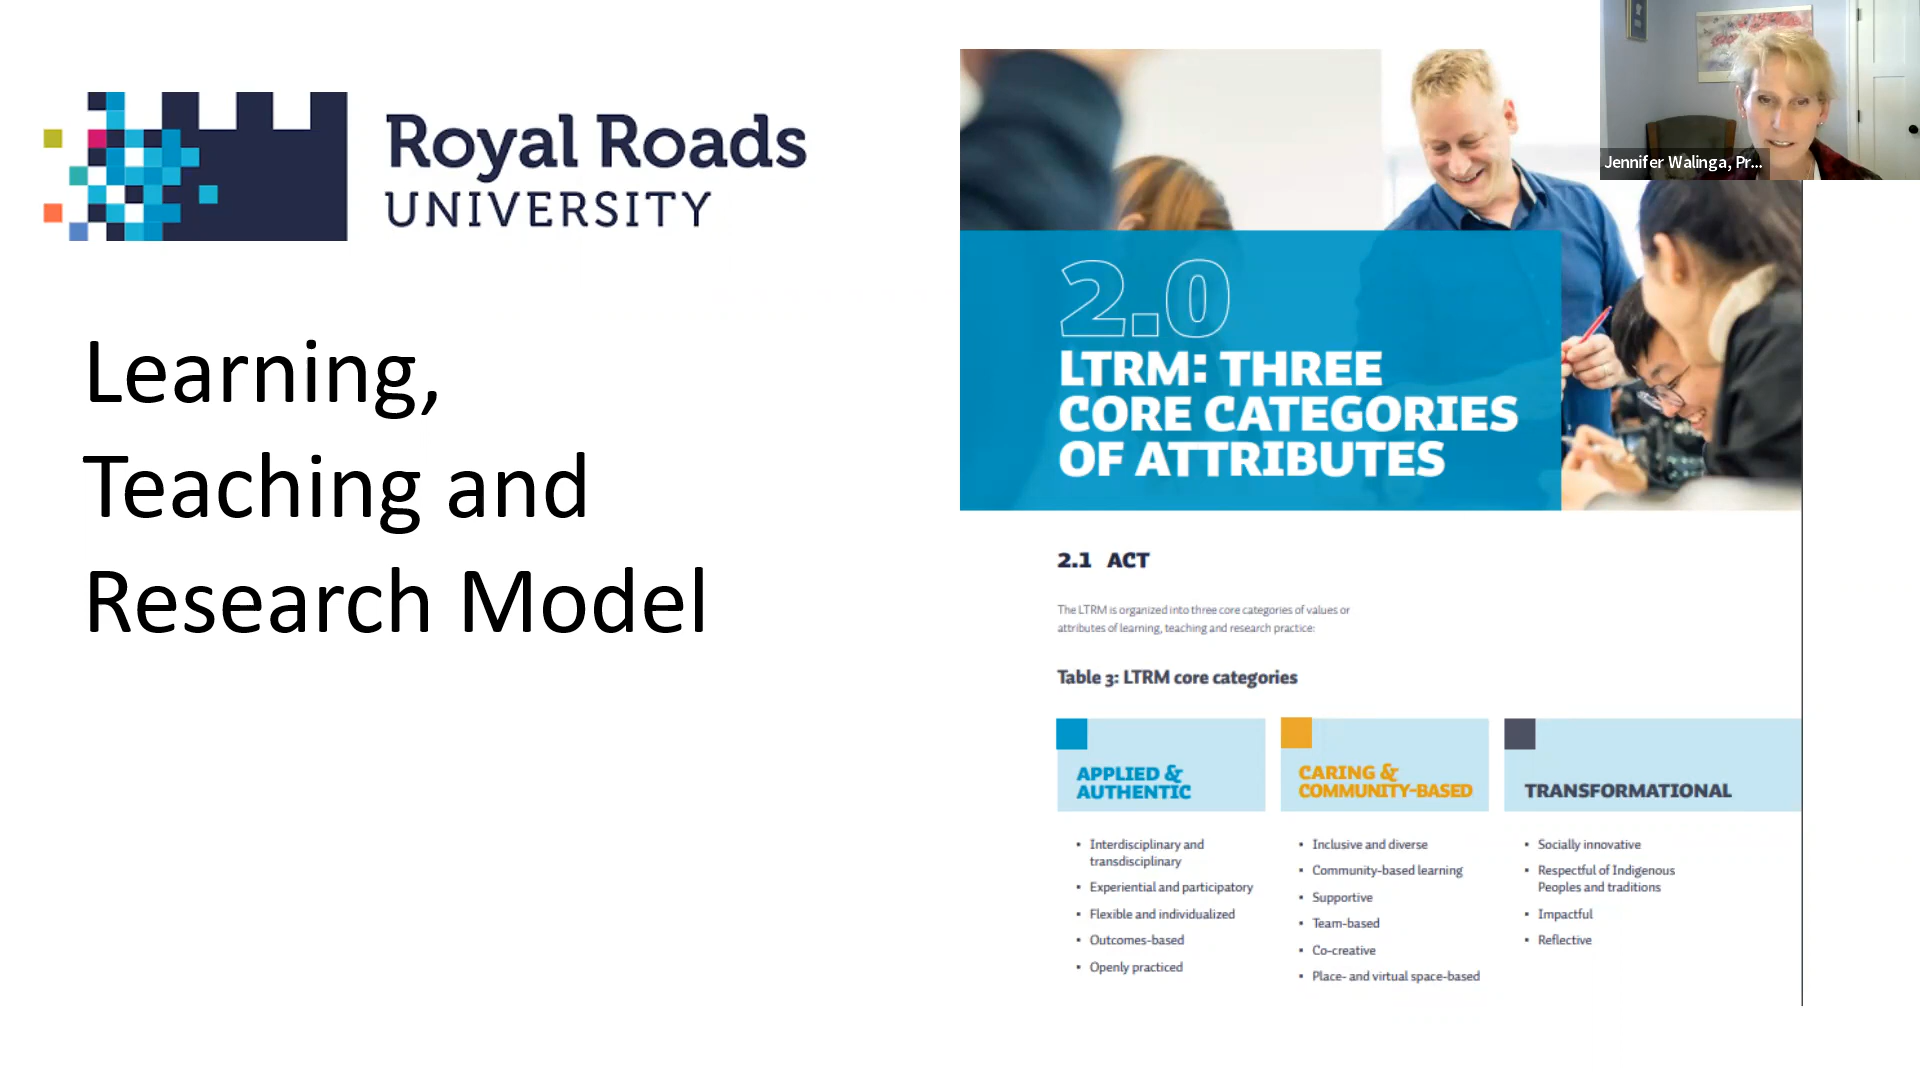 Royal Roads
UNIVERSITY
Learning,
Teaching and
Research Model
Jennifer Walinga, Pr...
2.0
LTRM: THREE
CORE CATEGORIES
OF ATTRIBUTES
2.1 ACT
The LTRM is organized into three core categories of values or
attributes of learning, teaching and research practice:
Table 3: LTRM core categories
APPLIED &
AUTHENTIC
• Interdisciplinary and
transdisciplinary
• Experiential and participatory
• Flexible and individualized
• Outcomes-based
• Openly practiced
CARING &
COMMUNITY-BASED
• Inclusive and diverse
• Community-based learning
• Supportive
• Team-based
• Co-creative
• Place- and virtual space-based
TRANSFORMATIONAL
• Socially innovative
• Respectful of Indigenous
Peoples and traditions
• Impactful
• Reflective